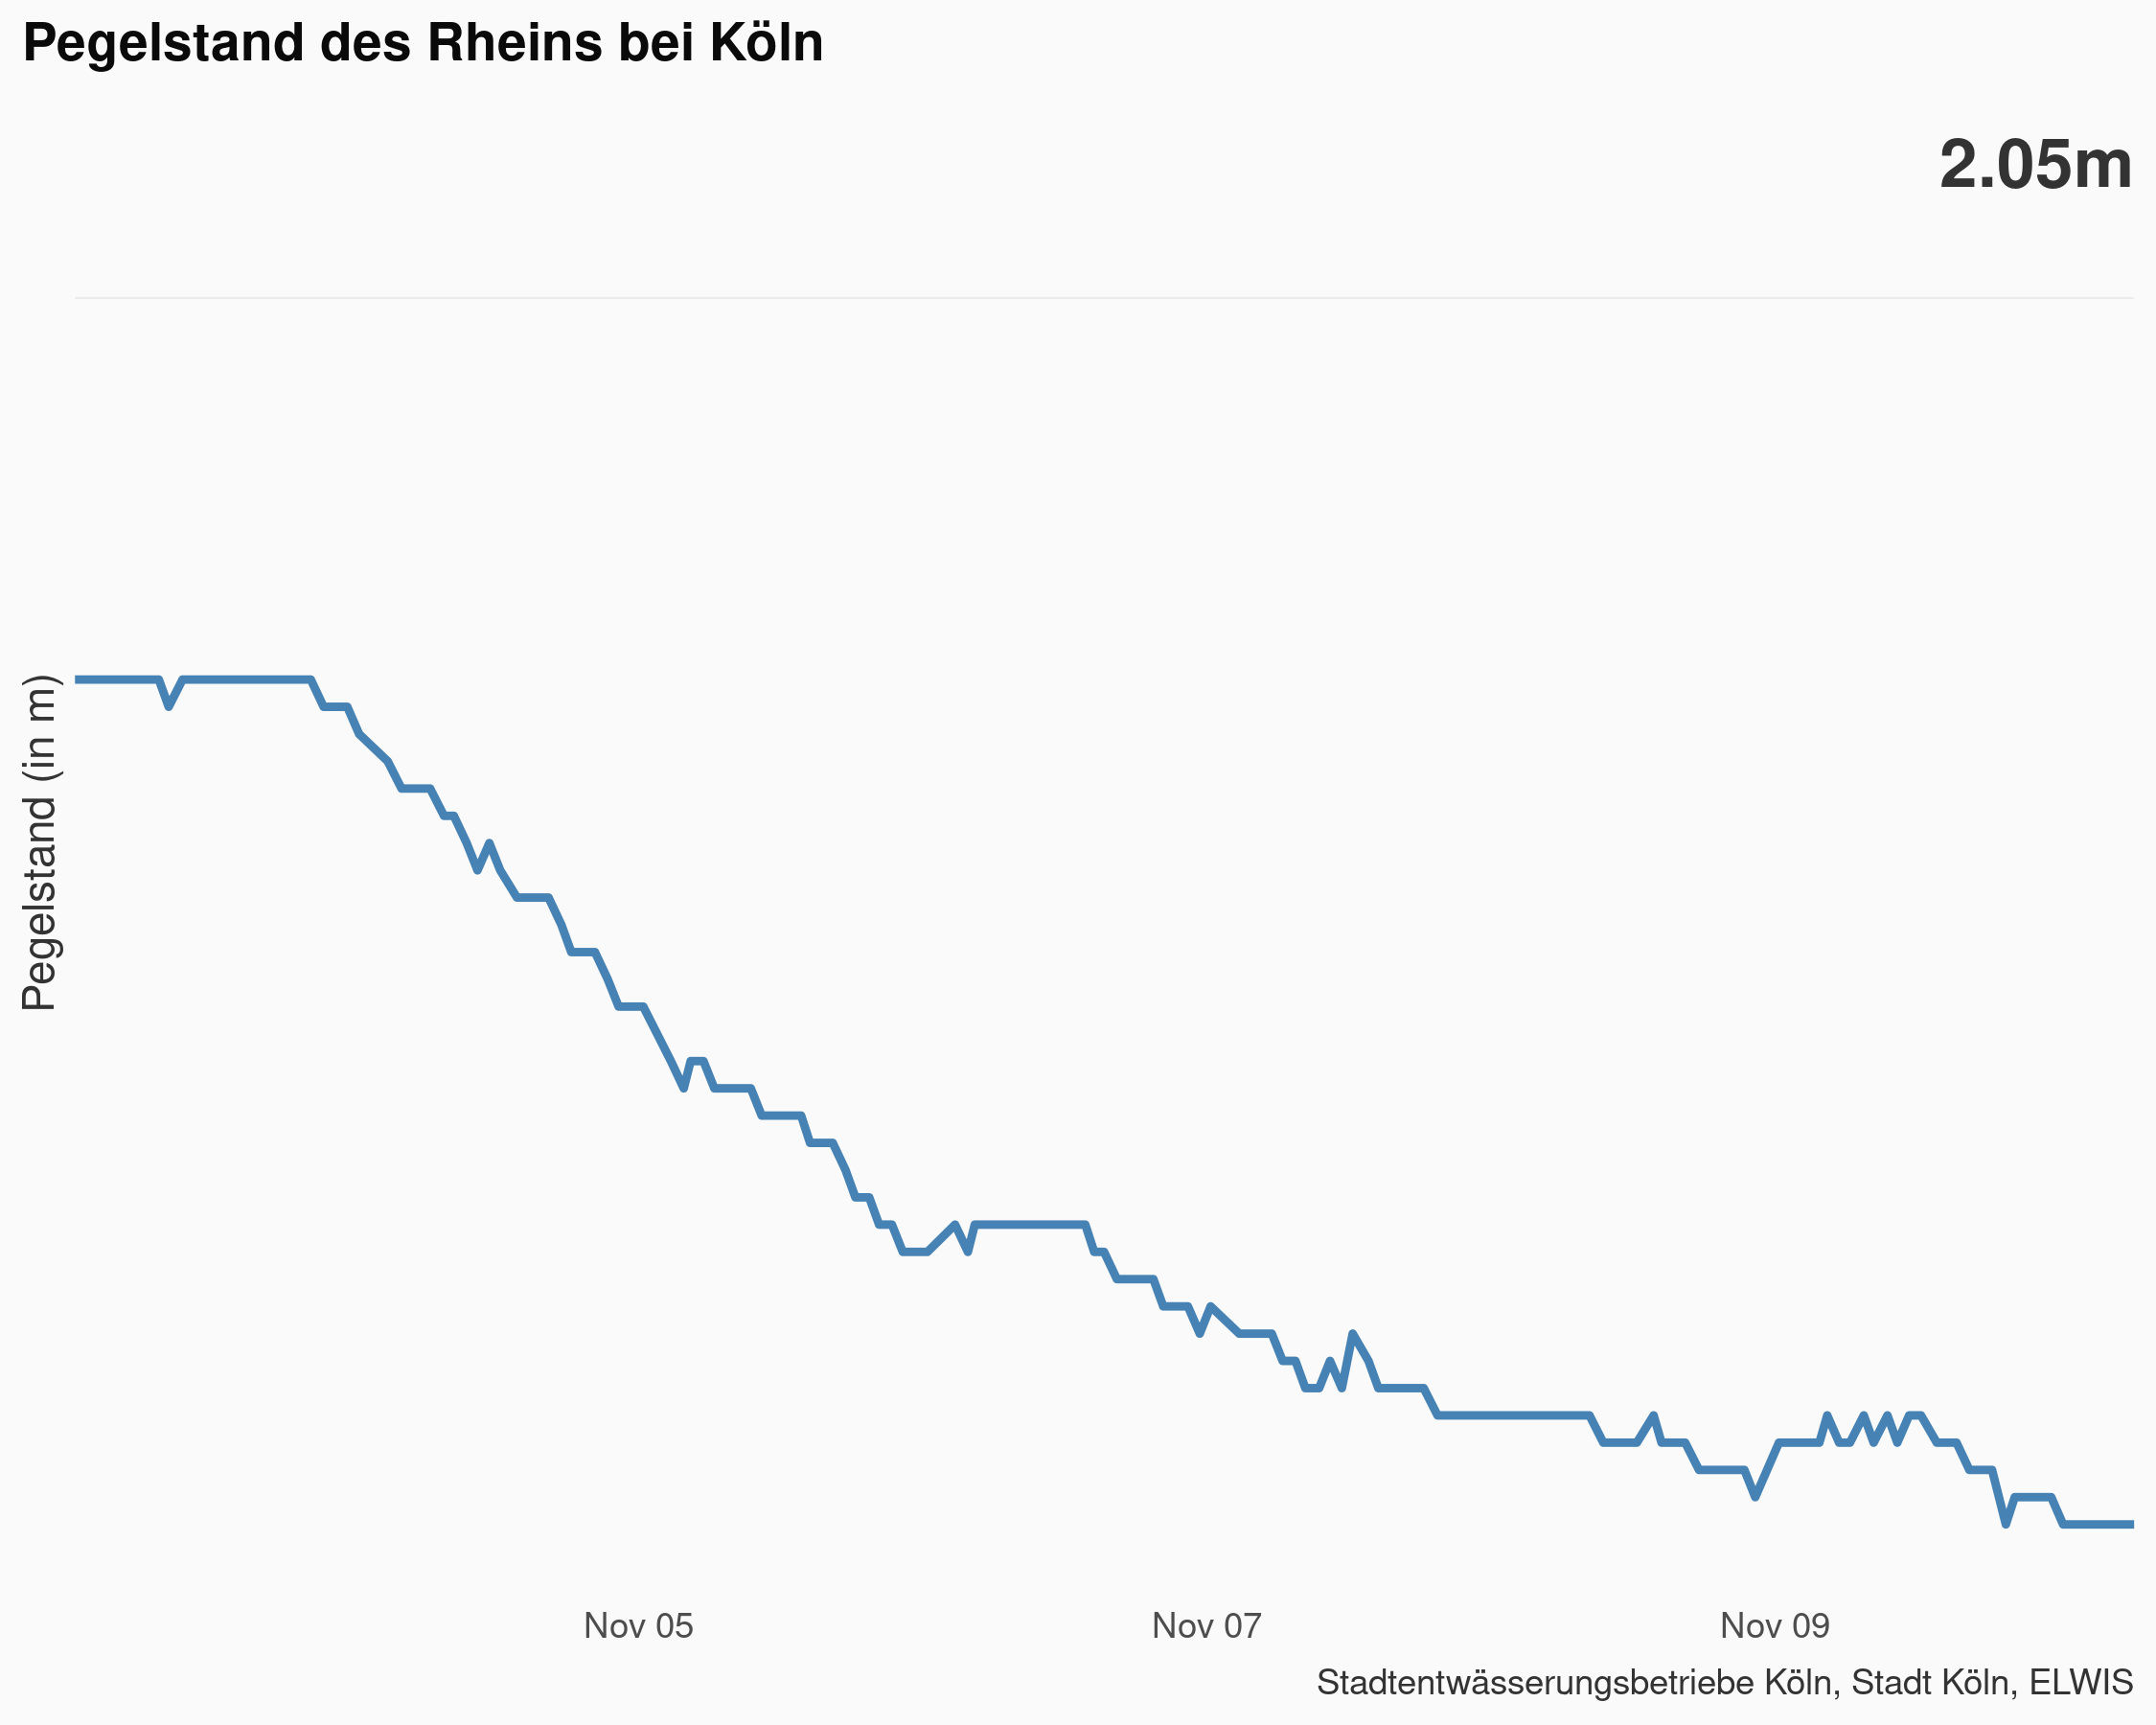 Pegelstand des Rheins bei Köln
2.05m
Pegelstand (in m)
Nov 05
Nov 07
Nov 09
Stadtentwässerungsbetriebe Köln, Stadt Köln, ELWIS